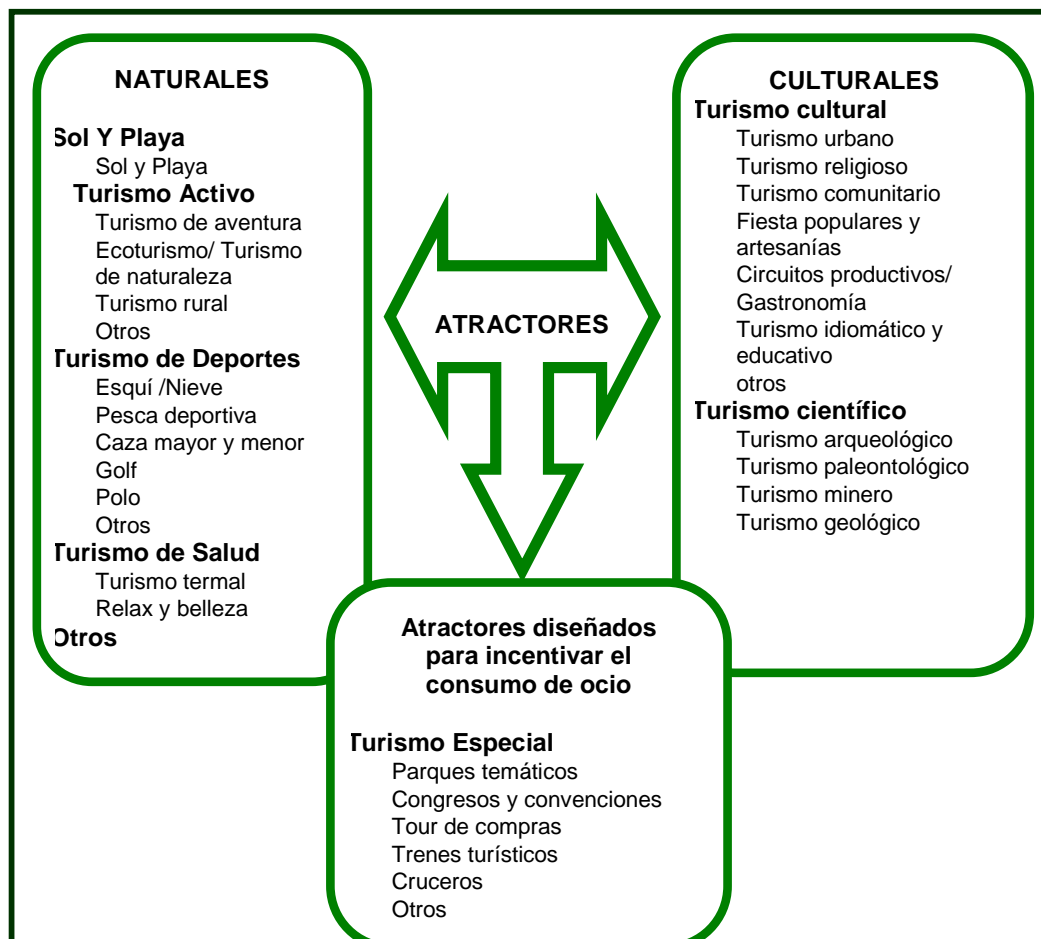 NATURALES
Sol Y Playa
Sol y Playa
Turismo Activo
Turismo de aventura
Ecoturismo/ Turismo
de naturaleza
Turismo rural
Otros
Turismo de Deportes
Esquí /Nieve
Pesca deportiva
Caza mayor y menor
Golf
Polo
Otros
Turismo de Salud
Turismo termal
Relax y belleza
Otros
ATRACTORES
CULTURALES
Turismo cultural
Turismo urbano
Turismo religioso
Turismo comunitario
Fiesta populares y
artesanías
Circuitos productivos/
Gastronomía
Turismo idiomático y
educativo
otros
Turismo científico
Turismo arqueológico
Turismo paleontológico
Turismo minero
Turismo geológico
Atractores diseñados
para incentivar el
consumo de ocio
Turismo Especial
Parques temáticos
Congresos y convenciones
Tour de compras
Trenes turísticos
Cruceros
Otros